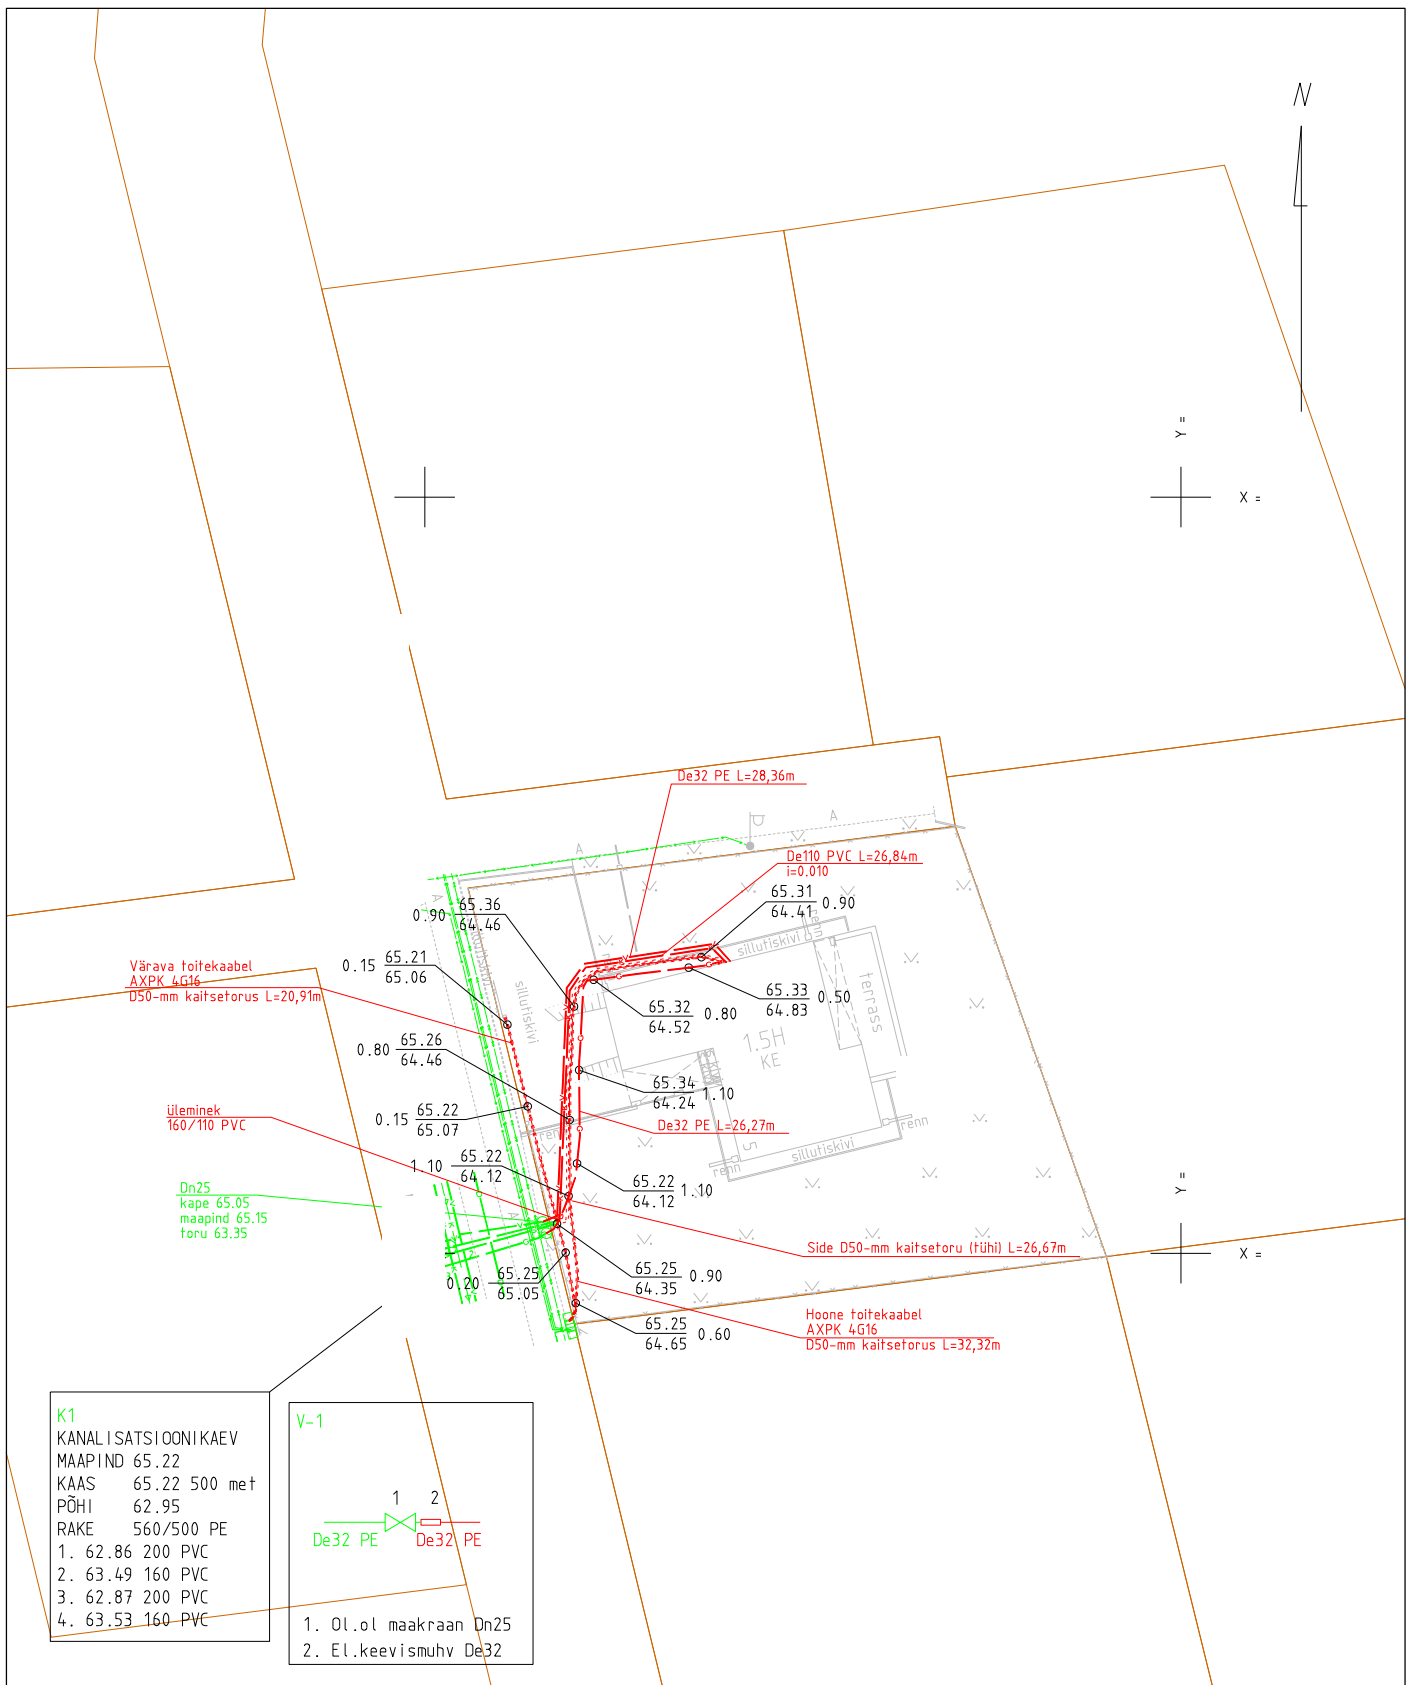 N
Y =
X =
De32 PE L=28,36m
A
A
D
De110 PVC L=26,84m
i=0.010
65.31
64.41
0.90
65.36
64.46
0.90
A
renn
sillutiskivi
sillutiskivi
65.21
65.06
0.15
Värava toitekaabel
AXPK 4G16
D50-mm kaitsetorus L=20,91m
sillutiskivi
65.33
64.83
0.50
65.32
64.52
0.80
terrass
1.5H
KE
65.26
64.46
0.80
65.34
64.24
1.10
65.22
65.07
0.15
üleminek
160/110 PVC
De32 PE L=26,27m
renn
renn
sillutiskivi
5
renn
65.22
64.12
1.10
65.22
64.12
1.10
Y =
Dn25
kape 65.05
maapind 65.15
toru 63.35
A
Side D50-mm kaitsetoru (tühi) L=26,67m
X =
65.25
64.35
0.90
65.25
65.05
0.20
65.25
64.65
0.60
Hoone toitekaabel
AXPK 4G16
D50-mm kaitsetorus L=32,32m
K1
KANALISATSIOONIKAEV
MAAPIND 65.22
KAAS 65.22 500 met
PÕHI 62.95
RAKE 560/500 PE
1. 62.86 200 PVC
2. 63.49 160 PVC
3. 62.87 200 PVC
4. 63.53 160 PVC
V-1
1 2
De32 PE De32 PE
1. Ol.ol maakraan Dn25
2. El.keevismuhv De32